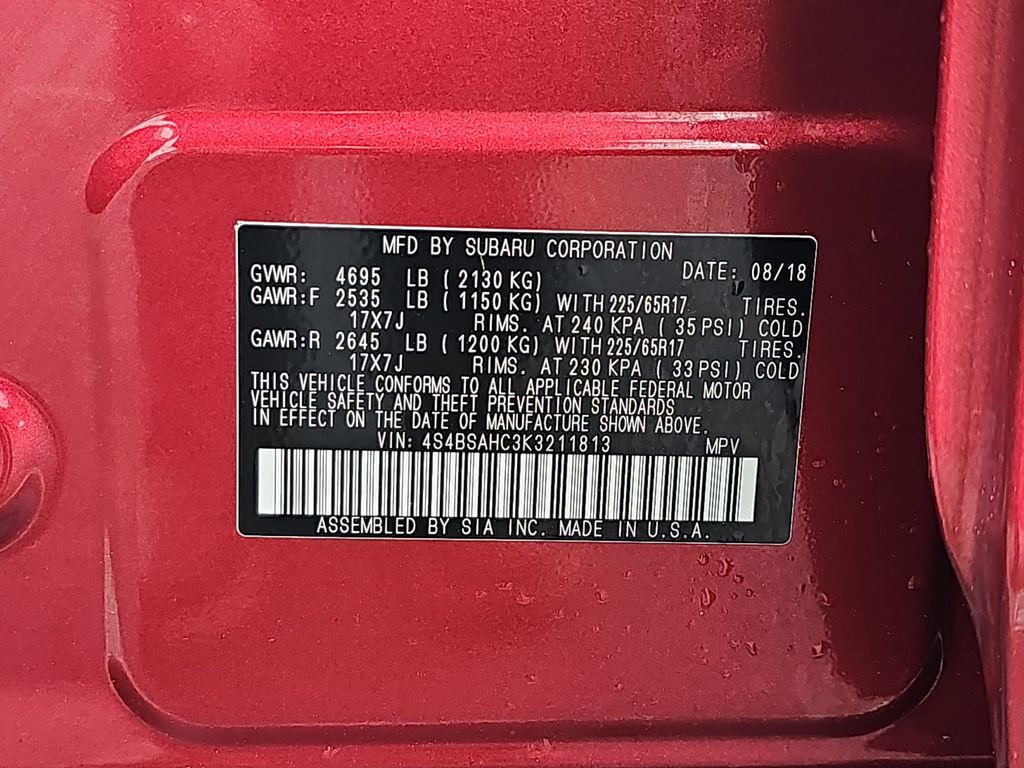 MFD BY SUBARU CORPORATION
GVWR: 4695 LB (2130 KG) DATE: 08/18
GAWR:F 2535 LB (1150 KG) WITH 225/65R17 TIRES.
17X7J RIMS. AT 240 KPA (35 PSI) COLD
GAWR:R 2645 LB (1200 KG) WITH 225/65R17 TIRES.
17X7J RIMS. AT 230 KPA (33 PSI) COLD
THIS VEHICLE CONFORMS TO ALL APPLICABLE FEDERAL MOTOR
VEHICLE SAFETY AND THEFT PREVENTION STANDARDS
IN EFFECT ON THE DATE OF MANUFACTURE SHOWN ABOVE.
VIN: 4S4BSAHC3K3211813 MPV
ASSEMBLED BY SIA INC. MADE IN U.S.A.